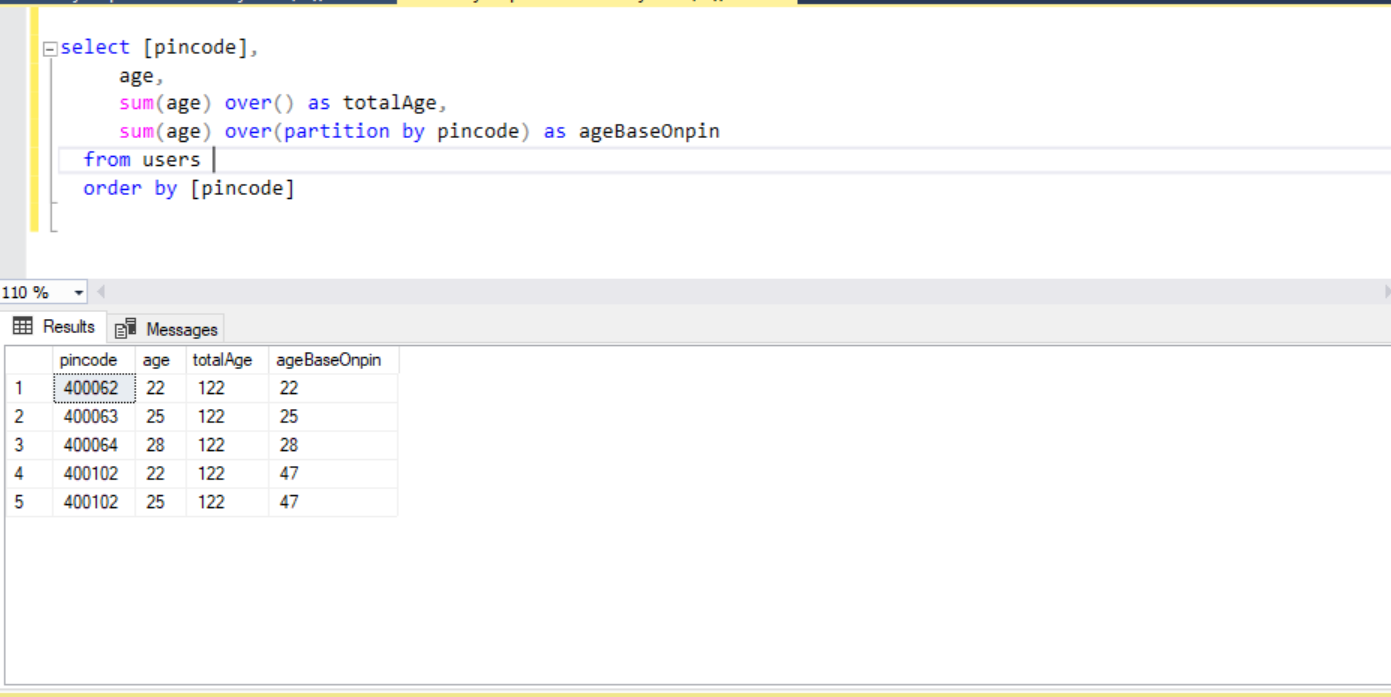 select [pincode],
age,
sum(age) over() as totalAge,
sum(age) over(partition by pincode) as ageBaseOnpin
from users
order by [pincode]
110 %
Results Messages
pincode age totalAge ageBaseOnpin
1 400062 22 122 22
2 400063 25 122 25
3 400064 28 122 28
4 400102 22 122 47
5 400102 25 122 47